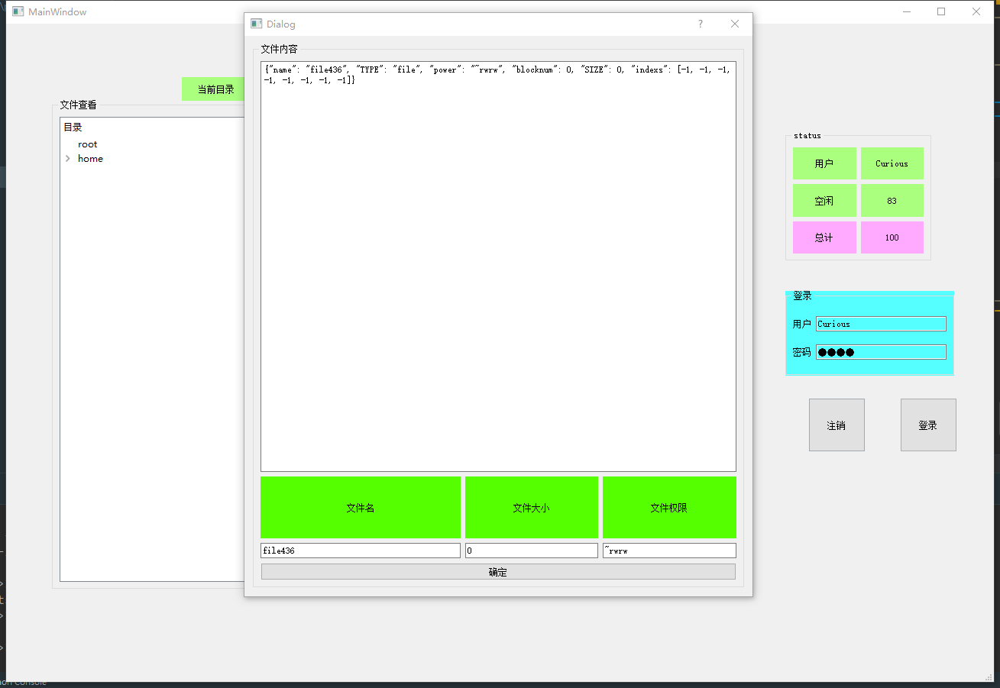 MainWindow
Dialog
?
文件内容
{"name": "file436", "TYPE": "file", "power": "~rwrw", "blocknum": 0, "SIZE": 0, "indexs": [-1, -1, -1,
-1, -1, -1, -1, -1]}
当前目录
文件查看
目录
root
home
文件名
文件大小
文件权限
file436
0
~rwrw
确定
status
用户
Curious
空闲
83
总计
100
登录
用户
Curious
密码
注销
登录
Console